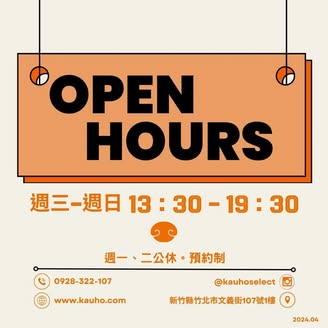 OPEN
HOURS
週三-週日 13：30 - 19：30
週一、二公休。預約制
0928-322-107
@kauhoselect
www.kauho.com
新竹縣竹北市文義街107號1樓
2024.04